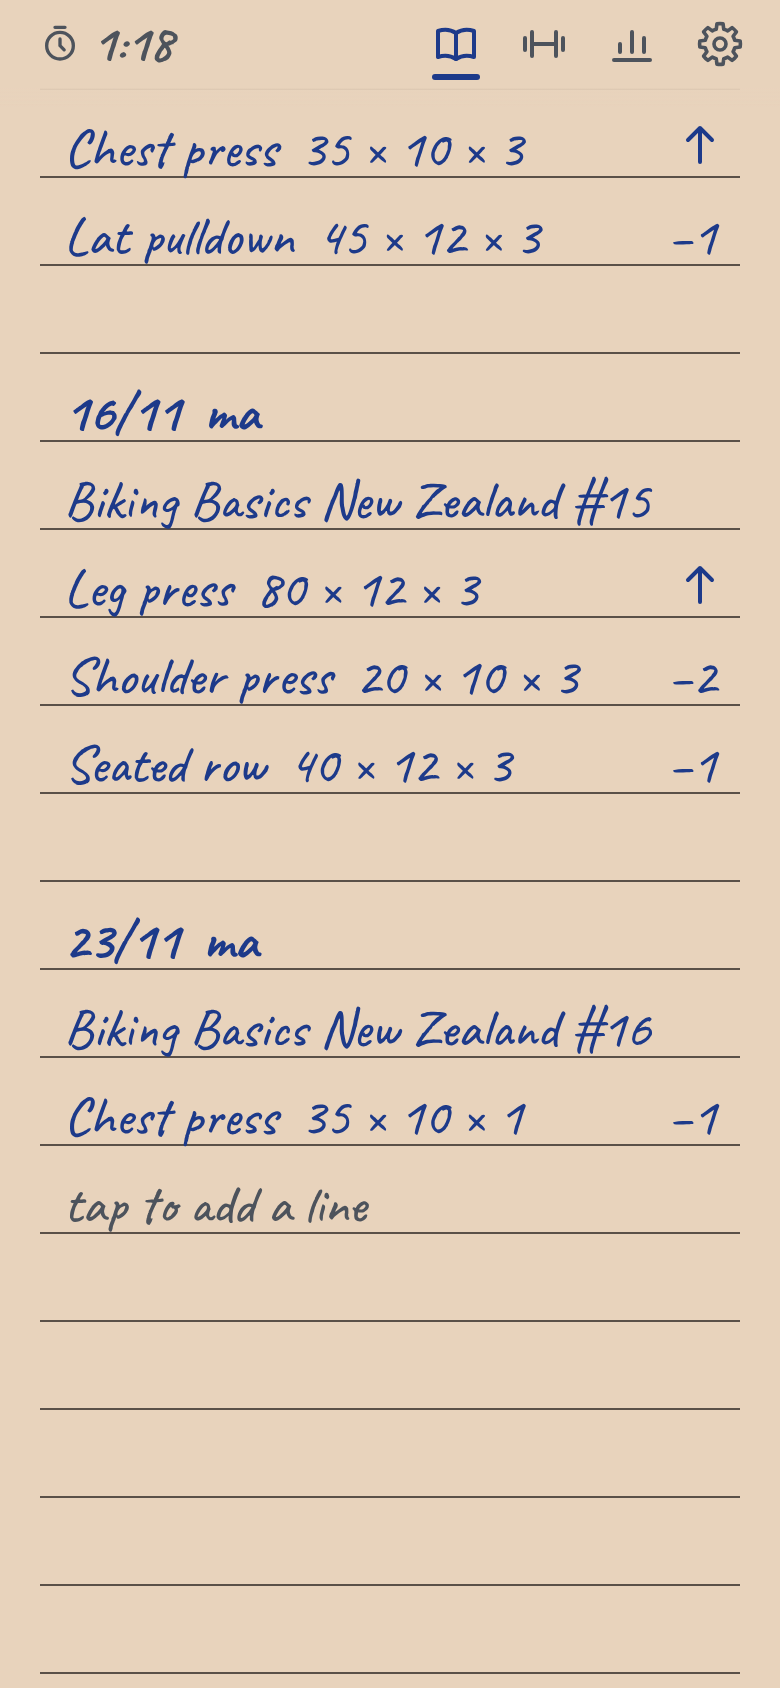 1:18
Chest press 35 × 10 × 3 ↑
Lat pulldown 45 × 12 × 3 –1
16/11 ma
Biking Basics New Zealand #15
Leg press 80 × 12 × 3 ↑
Shoulder press 20 × 10 × 3 –2
Seated row 40 × 12 × 3 –1
23/11 ma
Biking Basics New Zealand #16
Chest press 35 × 10 × 1 –1
tap to add a line